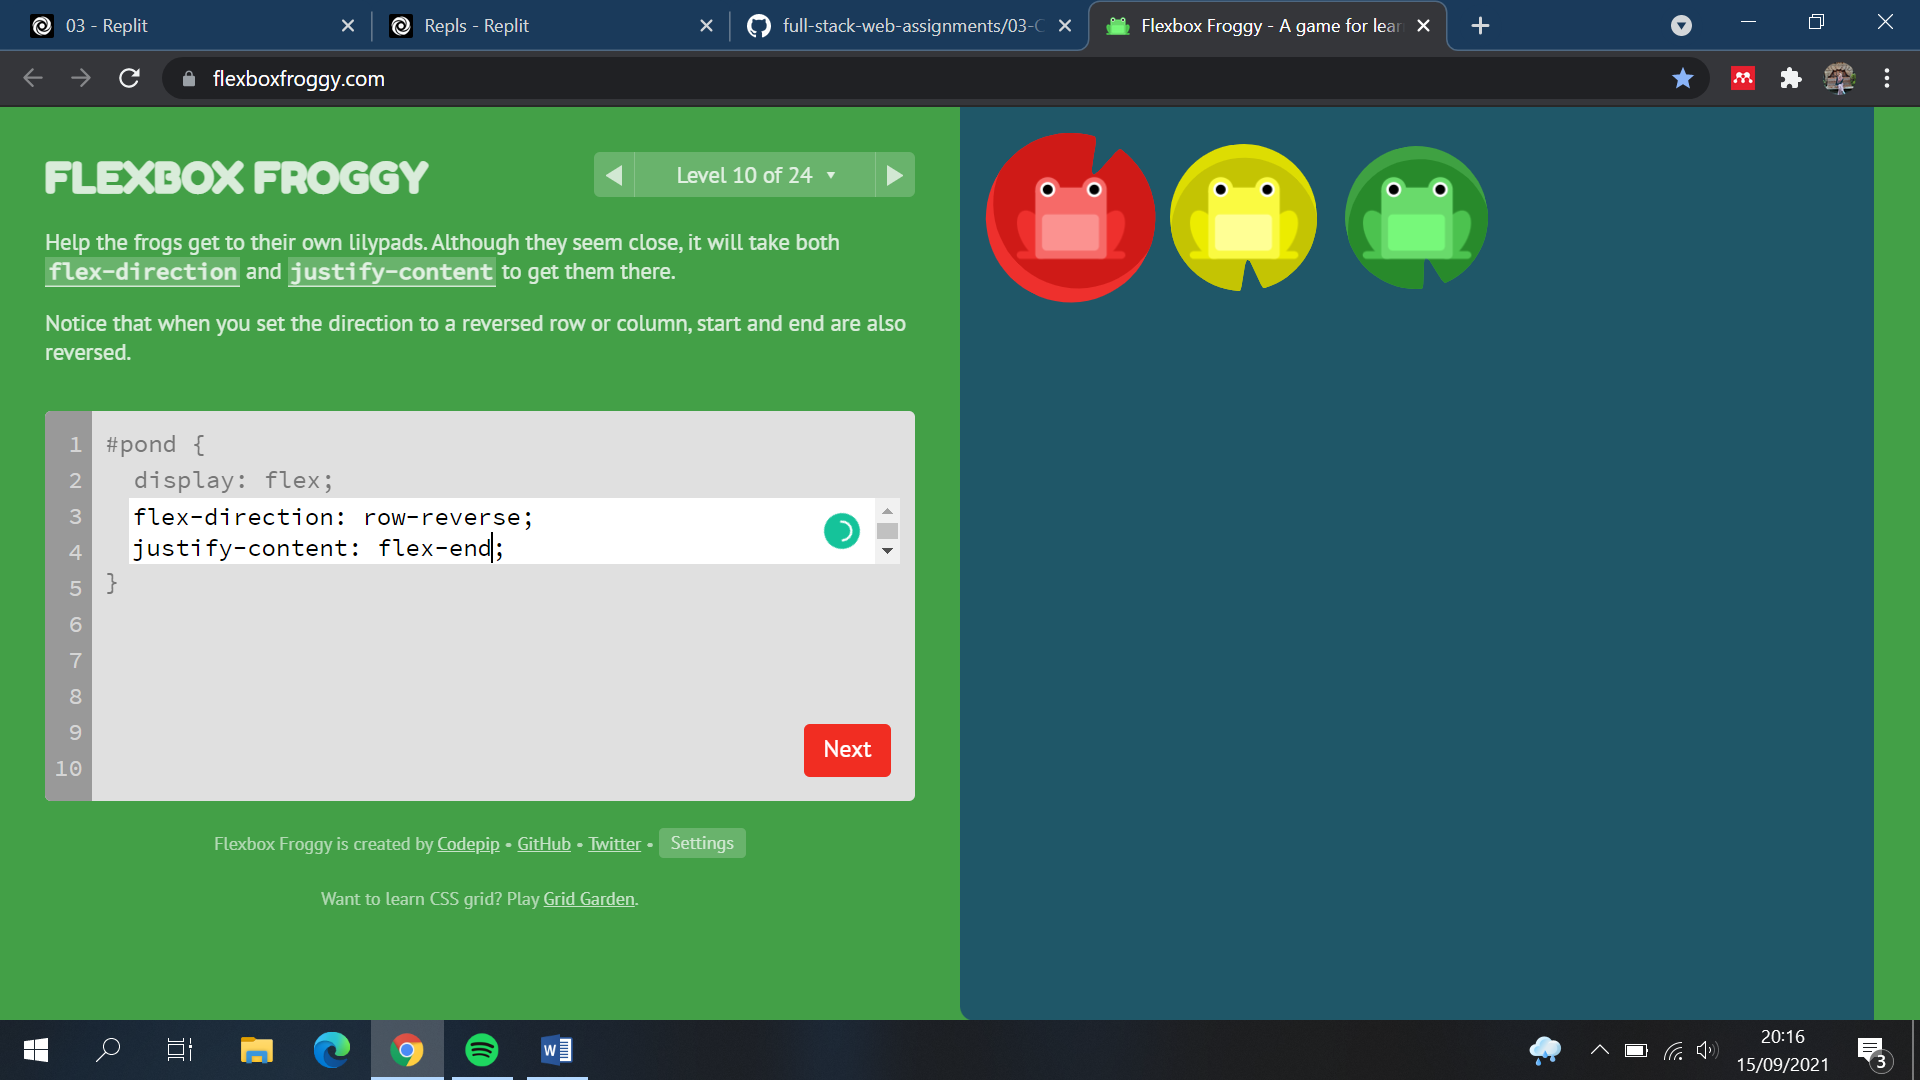 03 - Replit
Repls - Replit
full-stack-web-assignments/03-C
Flexbox Froggy - A game for lear
flexboxfroggy.com
FLEXBOX FROGGY
Level 10 of 24
Help the frogs get to their own lilypads. Although they seem close, it will take both
flex-direction and justify-content to get them there.
Notice that when you set the direction to a reversed row or column, start and end are also
reversed.
1 #pond {
2 display: flex;
3 flex-direction: row-reverse;
4 justify-content: flex-end;
5 }
6
7
8
9
10
Next
Flexbox Froggy is created by Codepip • GitHub • Twitter • Settings
Want to learn CSS grid? Play Grid Garden.
W
20:16
15/09/2021
3